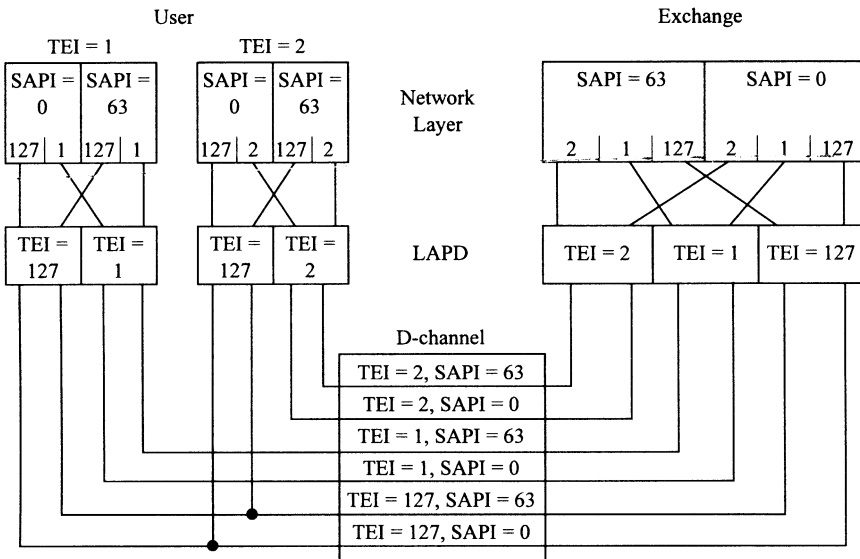 User
Exchange
TEI = 1
TEI = 2
SAPI =
0
SAPI =
63
SAPI =
0
SAPI =
63
Network
Layer
SAPI = 63
SAPI = 0
127 1 127 1
127 2 127 2
2 1 127 2 1 127
TEI =
127
TEI =
1
TEI =
127
TEI =
2
LAPD
TEI = 2
TEI = 1
TEI = 127
D-channel
TEI = 2, SAPI = 63
TEI = 2, SAPI = 0
TEI = 1, SAPI = 63
TEI = 1, SAPI = 0
TEI = 127, SAPI = 63
TEI = 127, SAPI = 0